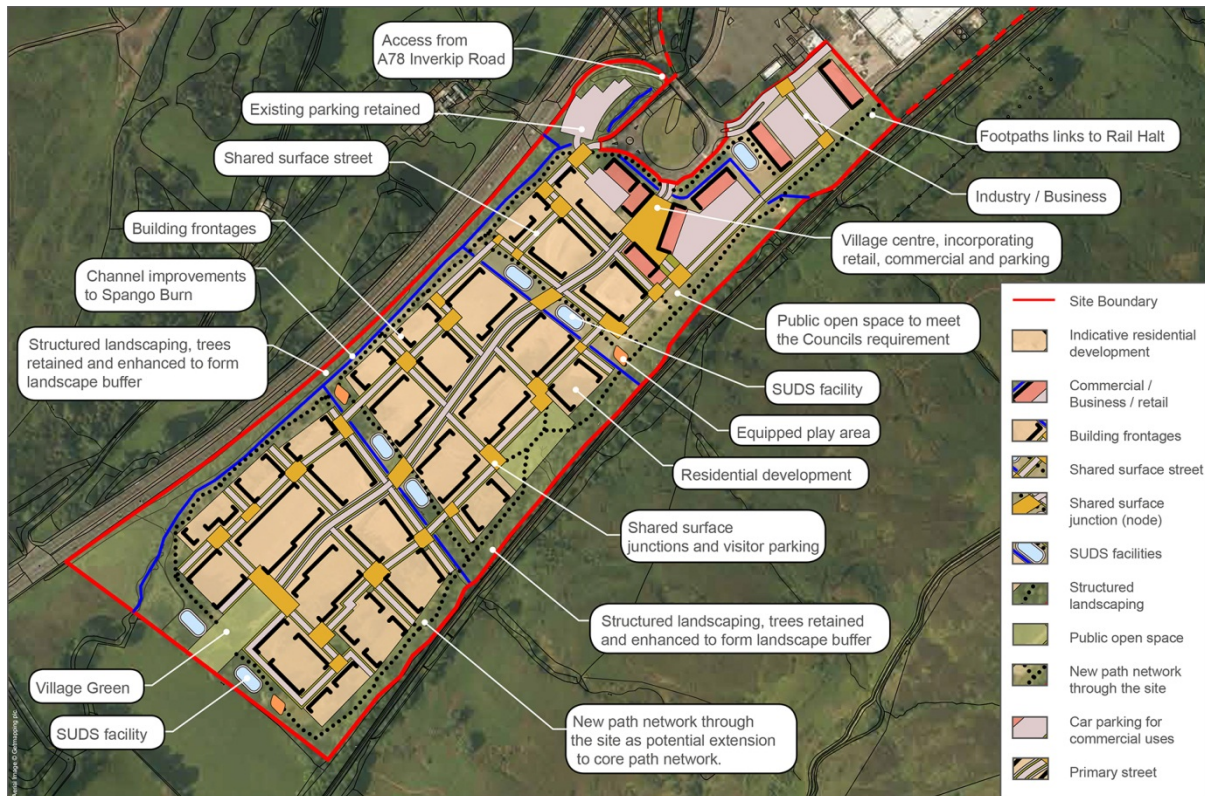 Access from
A78 Inverkip Road
Existing parking retained
Shared surface street
Building frontages
Channel improvements
to Spango Burn
Structured landscaping, trees
retained and enhanced to form
landscape buffer
Village Green
SUDS facility
Footpaths links to Rail Halt
Industry / Business
Village centre, incorporating
retail, commercial and parking
Public open space to meet
the Councils requirement
SUDS facility
Equipped play area
Residential development
Shared surface
junctions and visitor parking
Structured landscaping, trees retained
and enhanced to form landscape buffer
New path network through
the site as potential extension
to core path network.
Site Boundary
Indicative residential
development
Commercial /
Business / retail
Building frontages
Shared surface street
Shared surface
junction (node)
SUDS facilities
Structured
landscaping
Public open space
New path network
through the site
Car parking for
commercial uses
Primary street
Aerial Image © Getmapping plc